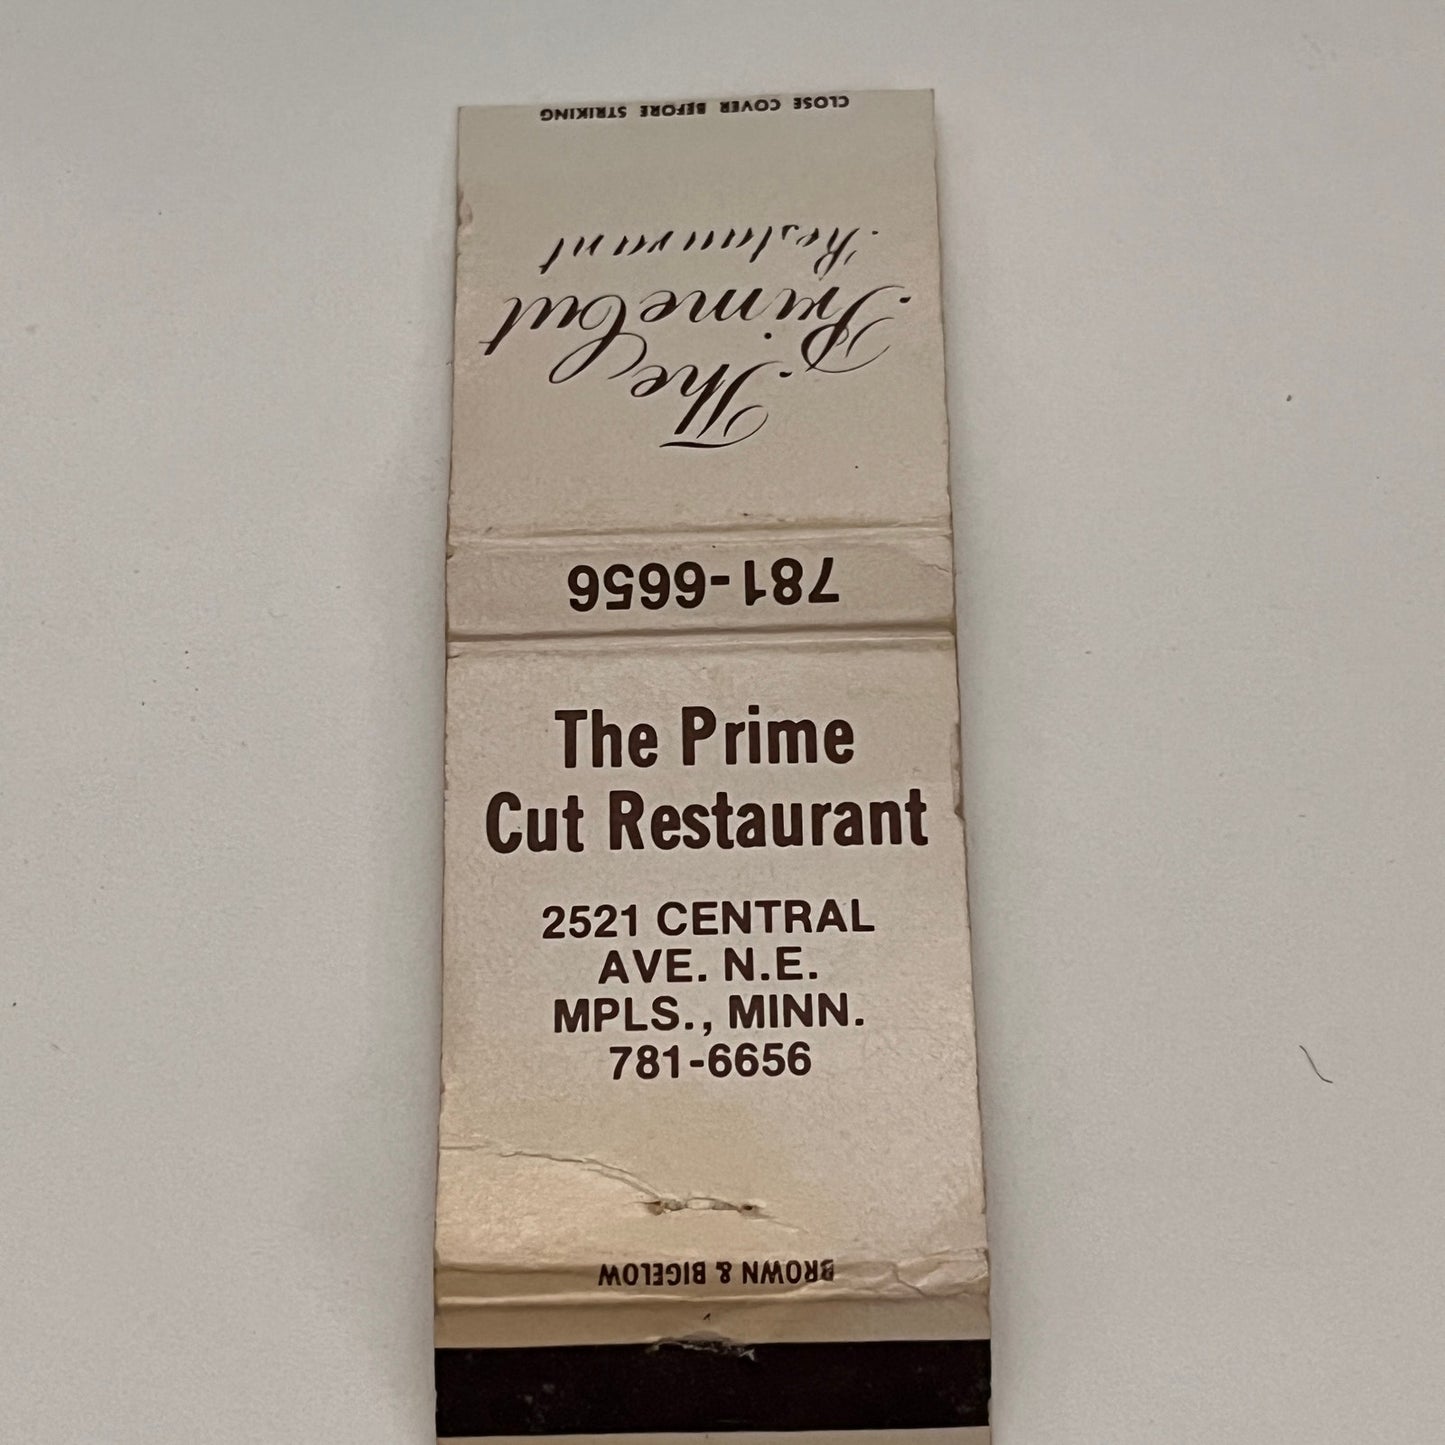 CLOSE COVER BEFORE STRIKING
The
Prime Cut
Restaurant
781-6656
The Prime
Cut Restaurant
2521 CENTRAL
AVE. N.E.
MPLS., MINN.
781-6656
BROWN & BIGELOW